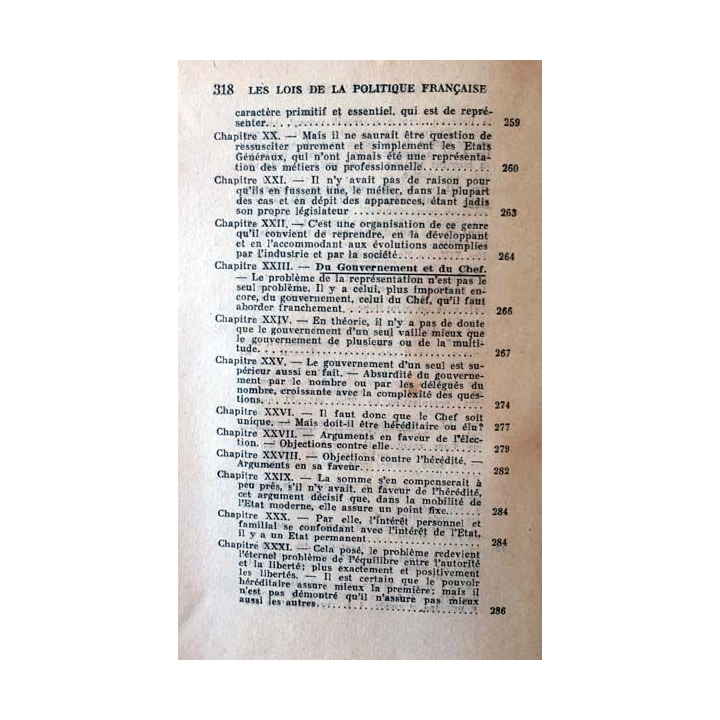 318 LES LOIS DE LA POLITIQUE FRANÇAISE
caractère primitif et essentiel, qui est de repré-
senter. . . . . . . . . . . . . . . . . . . . 259
Chapitre XX. — Mais il ne saurait être question de
ressusciter purement et simplement les Etats
Généraux, qui n'ont jamais été une représenta-
tion des métiers ou professionnelle. . . . . . . . 260
Chapitre XXI. — Il n'y avait pas de raison pour
qu'ils en fussent une, le métier, dans la plupart
des cas et en dépit des apparences, étant jadis
son propre législateur . . . . . . . . . . . . . . 263
Chapitre XXII. — C'est une organisation de ce genre
qu'il convient de reprendre, en la développant
et en l'accommodant aux évolutions accomplies
par l'industrie et par la société. . . . . . . . . . 264
Chapitre XXIII. — Du Gouvernement et du Chef.
— Le problème de la représentation n'est pas le
seul problème. Il y a celui, plus important en-
core, du gouvernement, celui du Chef, qu'il faut
aborder franchement. . . . . . . . . . . . . . . 266
Chapitre XXIV. — En théorie, il n'y a pas de doute
que le gouvernement d'un seul vaille mieux que
le gouvernement de plusieurs ou de la multi-
tude. . . . . . . . . . . . . . . . . . . . . . 267
Chapitre XXV. — Le gouvernement d'un seul est su-
périeur aussi en fait. — Absurdité du gouverne-
ment par le nombre ou par les délégués du
nombre, croissante avec la complexité des ques-
tions. . . . . . . . . . . . . . . . . . . . . . 274
Chapitre XXVI. — Il faut donc que le Chef soit
unique. — Mais doit-il être héréditaire ou élu? 277
Chapitre XXVII. — Arguments en faveur de l'élec-
tion. — Objections contre elle. . . . . . . . . . . 279
Chapitre XXVIII. — Objections contre l'hérédité. —
Arguments en sa faveur. . . . . . . . . . . . . . 282
Chapitre XXIX. — La somme s'en compenserait à
peu près, s'il n'y avait, en faveur de l'hérédité,
cet argument décisif que, dans la mobilité de
l'Etat moderne, elle assure un point fixe. . . . . 284
Chapitre XXX. — Par elle, l'intérêt personnel et
familial se confondant avec l'intérêt de l'Etat,
il y a un Etat permanent. . . . . . . . . . . . . 284
Chapitre XXXI. — Cela posé, le problème redevient
l'éternel problème de l'équilibre entre l'autorité
et la liberté; plus exactement et positivement
les libertés. — Il est certain que le pouvoir
héréditaire assure mieux la première; mais il
n'est pas démontré qu'il n'assure pas mieux
aussi les autres. . . . . . . . . . . . . . . . . 286